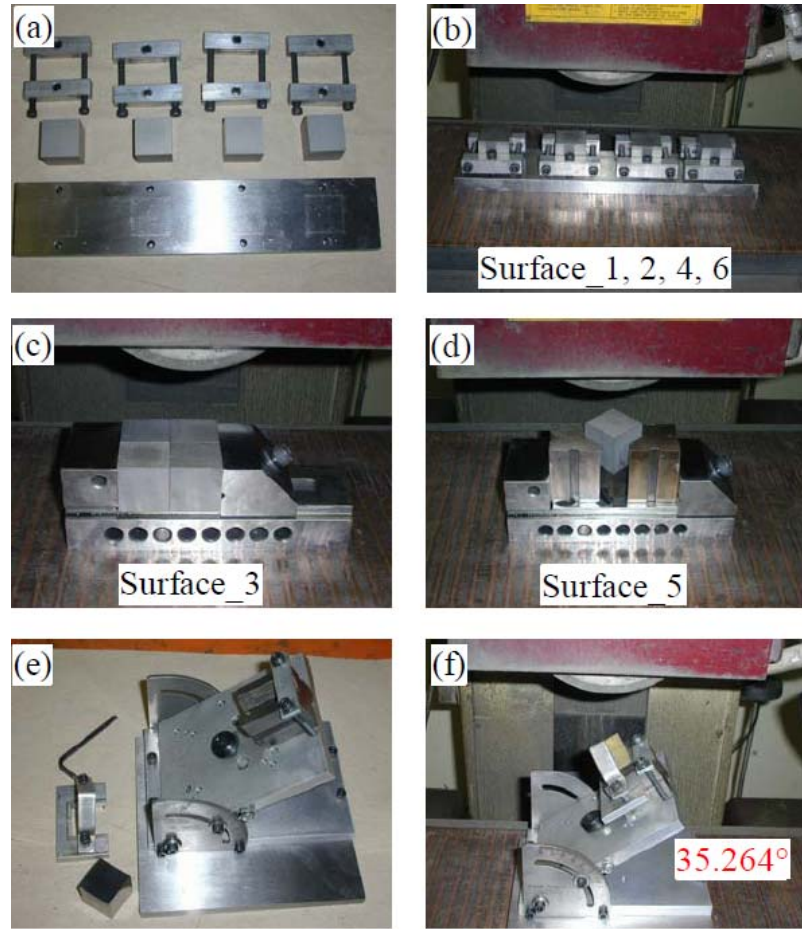 (a)
(b)
Surface_1, 2, 4, 6
(c)
Surface_3
(d)
Surface_5
(e)
(f)
35.264°